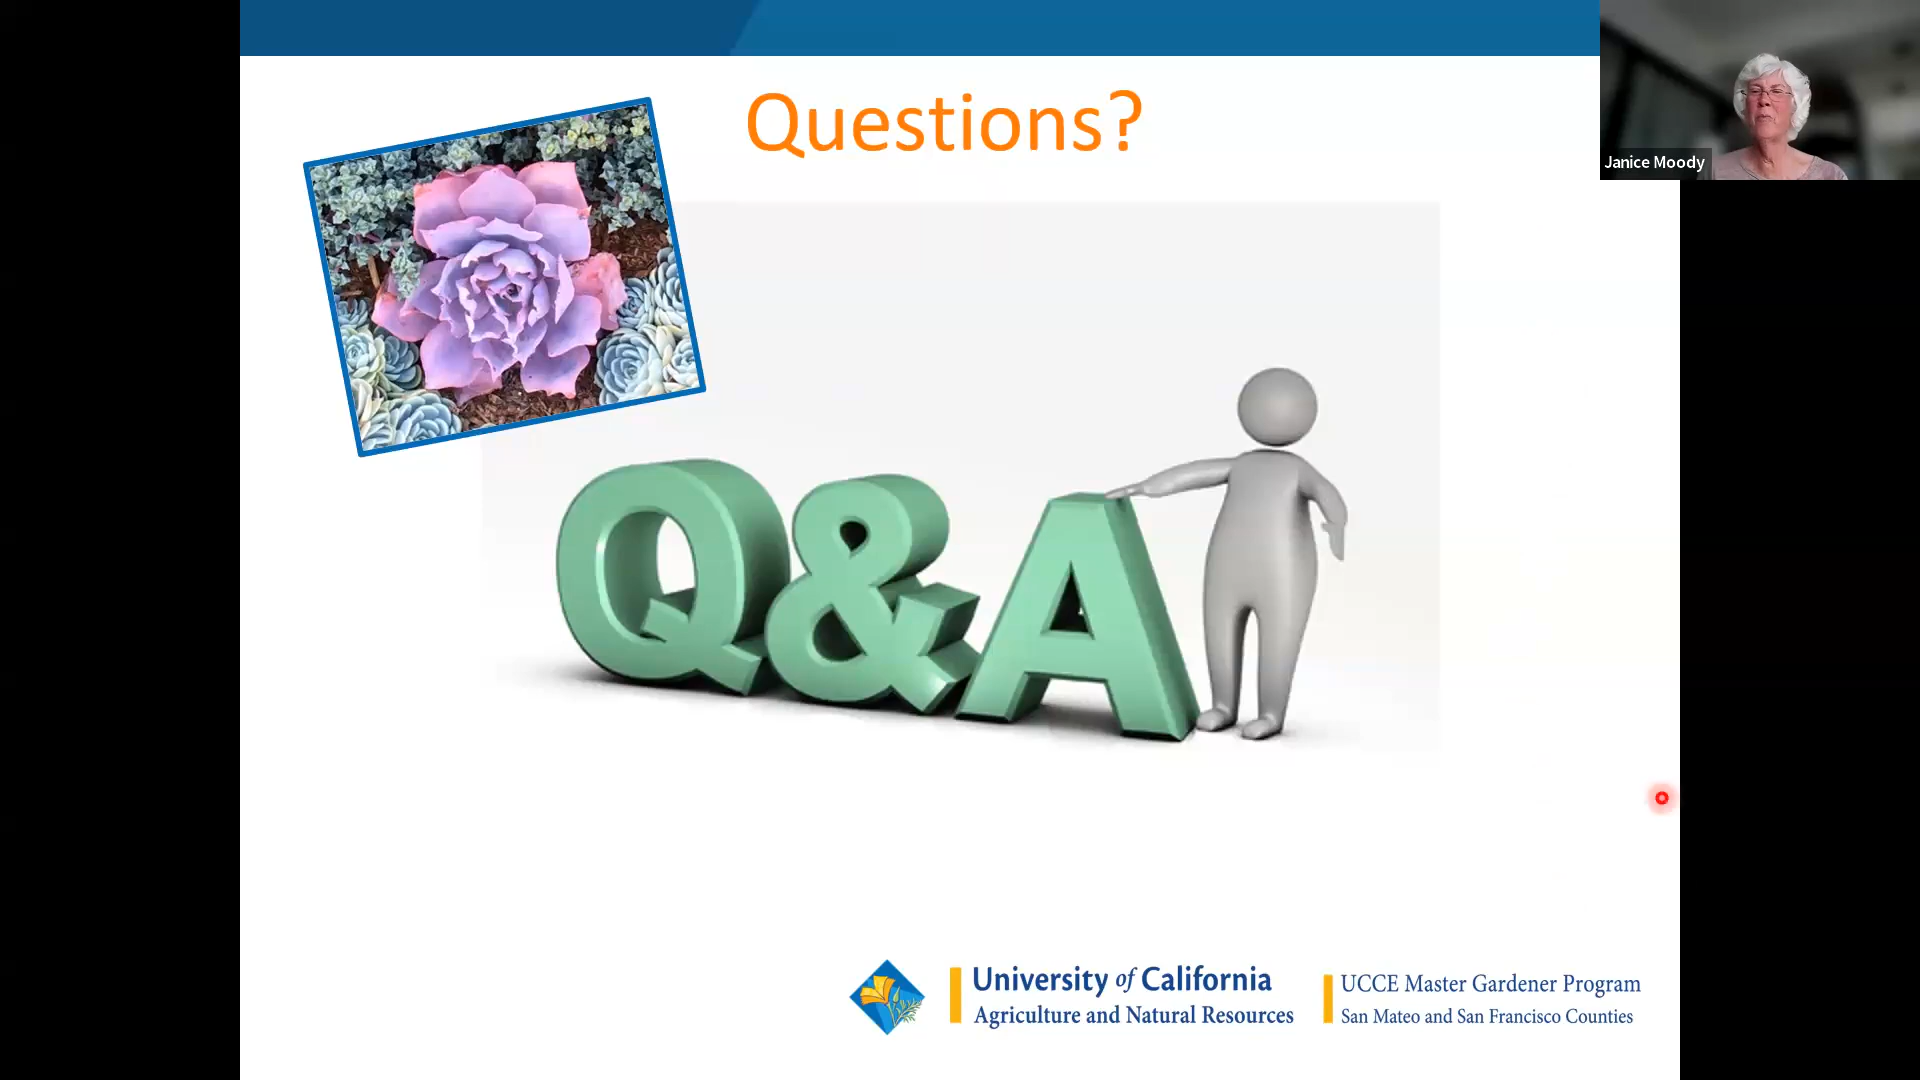 Questions?
Janice Moody
Q&A
University of California
Agriculture and Natural Resources
UCCE Master Gardener Program
San Mateo and San Francisco Counties